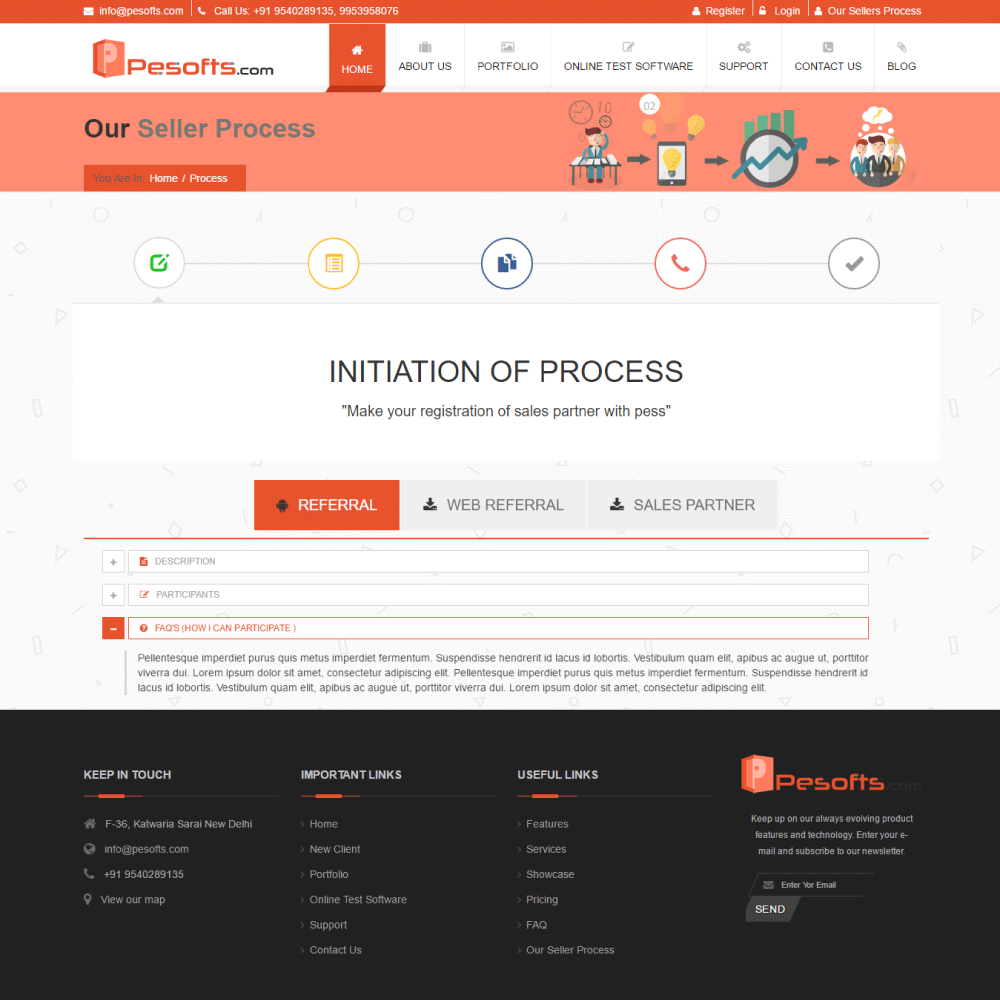 info@pesofts.com
Call Us: +91 9540289135, 9953958076
Register
Login
Our Sellers Process
Pesofts.com
HOME
ABOUT US
PORTFOLIO
ONLINE TEST SOFTWARE
SUPPORT
CONTACT US
BLOG
Our Seller Process
You Are In: Home / Process
TO
02
INITIATION OF PROCESS
"Make your registration of sales partner with pess"
REFERRAL
WEB REFERRAL
SALES PARTNER
+ DESCRIPTION
+ PARTICIPANTS
– FAQ'S (HOW I CAN PARTICIPATE )
Pellentesque imperdiet purus quis metus imperdiet fermentum. Suspendisse hendrerit id lacus id lobortis. Vestibulum quam elit, apibus ac augue ut, porttitor
viverra dui. Lorem ipsum dolor sit amet, consectetur adipiscing elit. Pellentesque imperdiet purus quis metus imperdiet fermentum. Suspendisse hendrerit id
lacus id lobortis. Vestibulum quam elit, apibus ac augue ut, porttitor viverra dui. Lorem ipsum dolor sit amet, consectetur adipiscing elit.
KEEP IN TOUCH
F-36, Katwaria Sarai New Delhi
info@pesofts.com
+91 9540289135
View our map
IMPORTANT LINKS
Home
New Client
Portfolio
Online Test Software
Support
Contact Us
USEFUL LINKS
Features
Services
Showcase
Pricing
FAQ
Our Seller Process
Pesofts.com
Keep up on our always evolving product
features and technology. Enter your e-
mail and subscribe to our newsletter.
Enter Yor Email
SEND